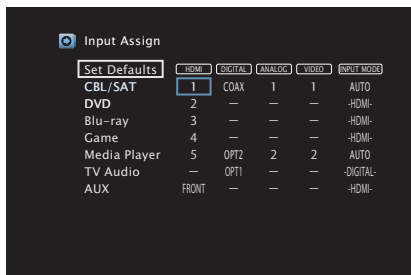 Input Assign
Set Defaults HDMI DIGITAL ANALOG VIDEO INPUT MODE
CBL/SAT 1 COAX 1 1 AUTO
DVD 2 — — — -HDMI-
Blu-ray 3 — — — -HDMI-
Game 4 — — — -HDMI-
Media Player 5 OPT2 2 2 AUTO
TV Audio — OPT1 — — -DIGITAL-
AUX FRONT — — — -HDMI-